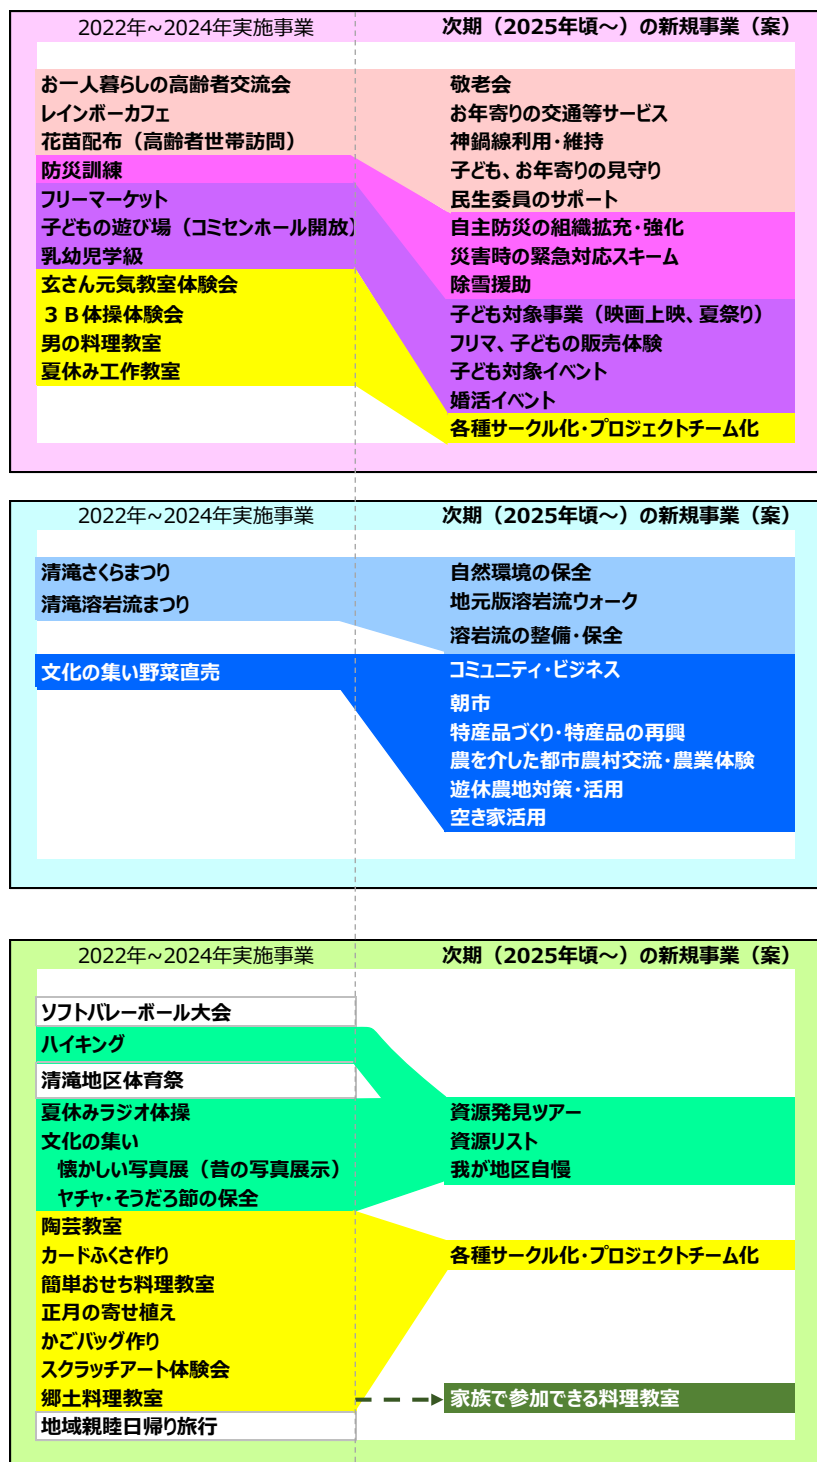 2022年~2024年実施事業
次期（2025年頃～）の新規事業（案）
お一人暮らしの高齢者交流会
レインボーカフェ
花苗配布（高齢者世帯訪問）
防災訓練
フリーマーケット
子どもの遊び場（コミセンホール開放）
乳幼児学級
玄さん元気教室体験会
３Ｂ体操体験会
男の料理教室
夏休み工作教室
敬老会
お年寄りの交通等サービス
神鍋線利用・維持
子ども、お年寄りの見守り
民生委員のサポート
自主防災の組織拡充・強化
災害時の緊急対応スキーム
除雪援助
子ども対象事業（映画上映、夏祭り）
フリマ、子どもの販売体験
子ども対象イベント
婚活イベント
各種サークル化・プロジェクトチーム化
2022年~2024年実施事業
次期（2025年頃～）の新規事業（案）
清滝さくらまつり
清滝溶岩流まつり
文化の集い野菜直売
自然環境の保全
地元版溶岩流ウォーク
溶岩流の整備・保全
コミュニティ・ビジネス
朝市
特産品づくり・特産品の再興
農を介した都市農村交流・農業体験
遊休農地対策・活用
空き家活用
2022年~2024年実施事業
次期（2025年頃～）の新規事業（案）
ソフトバレーボール大会
ハイキング
清滝地区体育祭
夏休みラジオ体操
文化の集い
懐かしい写真展（昔の写真展示）
ヤチャ・そうだろ節の保全
陶芸教室
カードふくさ作り
簡単おせち料理教室
正月の寄せ植え
かごバッグ作り
スクラッチアート体験会
郷土料理教室
地域親睦日帰り旅行
資源発見ツアー
資源リスト
我が地区自慢
各種サークル化・プロジェクトチーム化
家族で参加できる料理教室